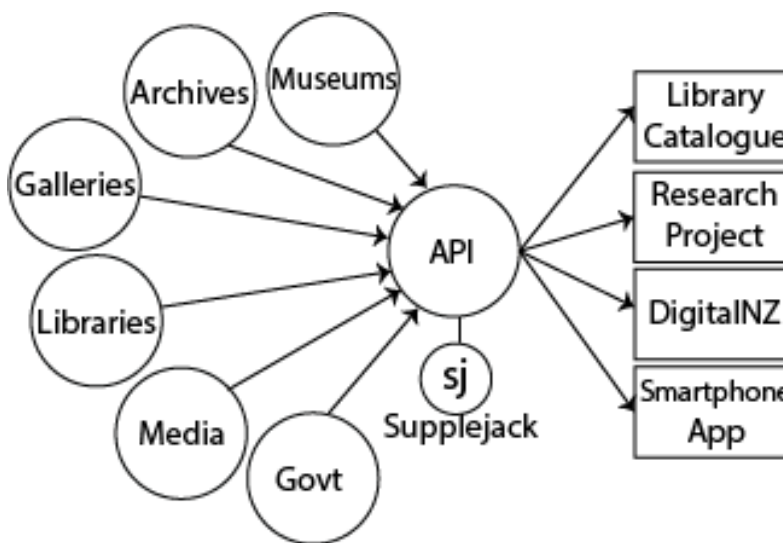 Museums
Archives
Galleries
Libraries
Media
Govt
API
sj
Supplejack
Library
Catalogue
Research
Project
DigitalNZ
Smartphone
App